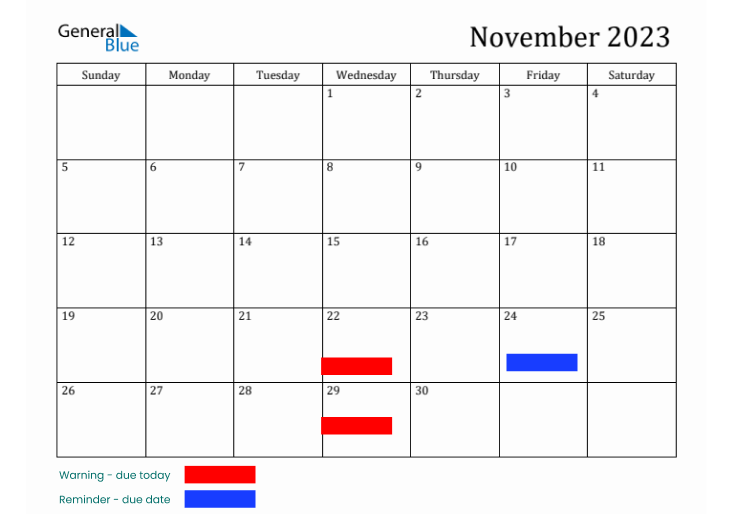 General
Blue
November 2023
Sunday Monday Tuesday Wednesday Thursday Friday Saturday
1 2 3 4
5 6 7 8 9 10 11
12 13 14 15 16 17 18
19 20 21 22 23 24 25
26 27 28 29 30
Warning - due today
Reminder - due date